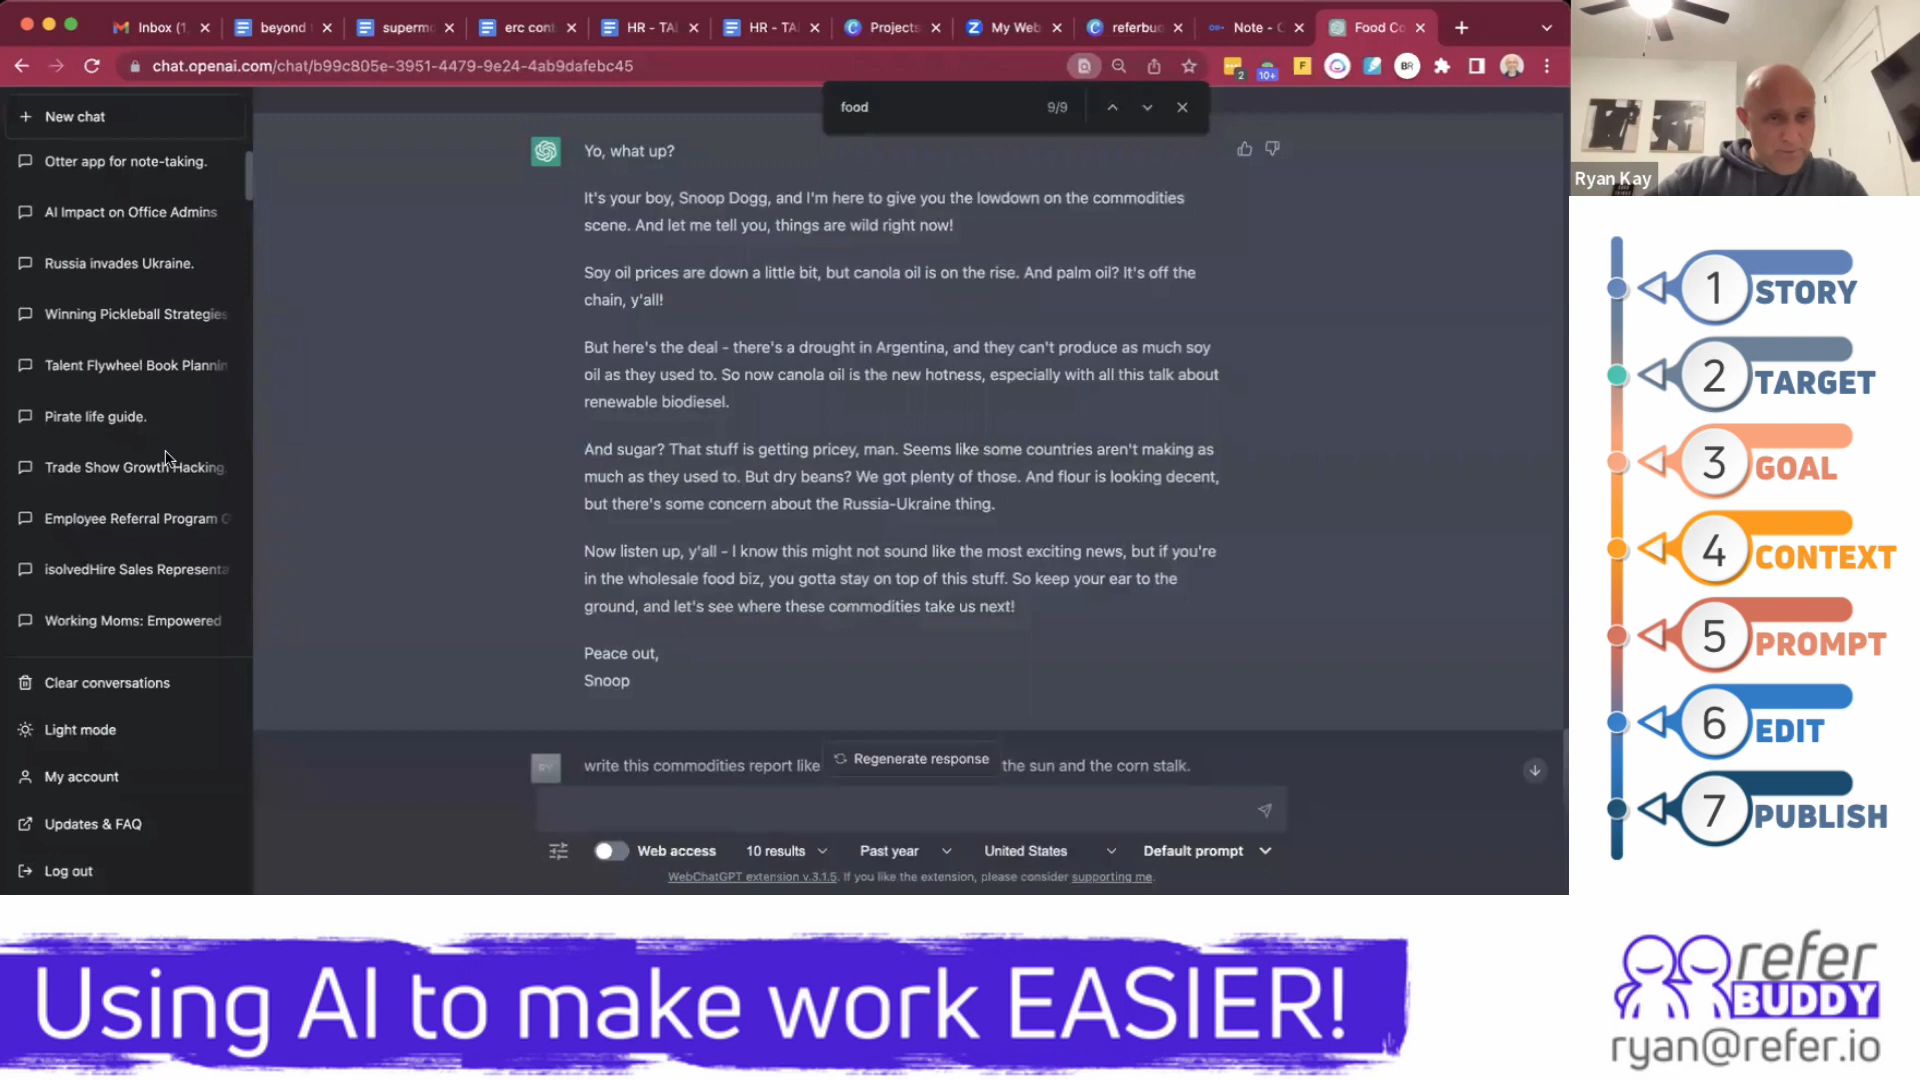 Inbox (1,
beyond
superm
erc cont
HR - TA
HR - TA
Projects
My Web
referbud
Note - C
Food Co
chat.openai.com/chat/b99c805e-3951-4479-9e24-4ab9dafebc45
2
10+
F
BR
food
9/9
New chat
Otter app for note-taking.
AI Impact on Office Admins
Russia invades Ukraine.
Winning Pickleball Strategies
Talent Flywheel Book Plannin
Pirate life guide.
Trade Show Growth Hacking
Employee Referral Program
isolvedHire Sales Representa
Working Moms: Empowered
Clear conversations
Light mode
My account
Updates & FAQ
Log out
Yo, what up?
It's your boy, Snoop Dogg, and I'm here to give you the lowdown on the commodities
scene. And let me tell you, things are wild right now!
Soy oil prices are down a little bit, but canola oil is on the rise. And palm oil? It's off the
chain, y'all!
But here's the deal - there's a drought in Argentina, and they can't produce as much soy
oil as they used to. So now canola oil is the new hotness, especially with all this talk about
renewable biodiesel.
And sugar? That stuff is getting pricey, man. Seems like some countries aren't making as
much as they used to. But dry beans? We got plenty of those. And flour is looking decent,
but there's some concern about the Russia-Ukraine thing.
Now listen up, y'all - I know this might not sound like the most exciting news, but if you're
in the wholesale food biz, you gotta stay on top of this stuff. So keep your ear to the
ground, and let's see where these commodities take us next!
Peace out,
Snoop
RY
write this commodities report like
Regenerate response
the sun and the corn stalk.
Web access
10 results
Past year
United States
Default prompt
WebChatGPT extension v.3.1.5. If you like the extension, please consider supporting me.
Ryan Kay
1 STORY
2 TARGET
3 GOAL
4 CONTEXT
5 PROMPT
6 EDIT
7 PUBLISH
Using AI to make work EASIER!
refer
BUDDY
ryan@refer.io